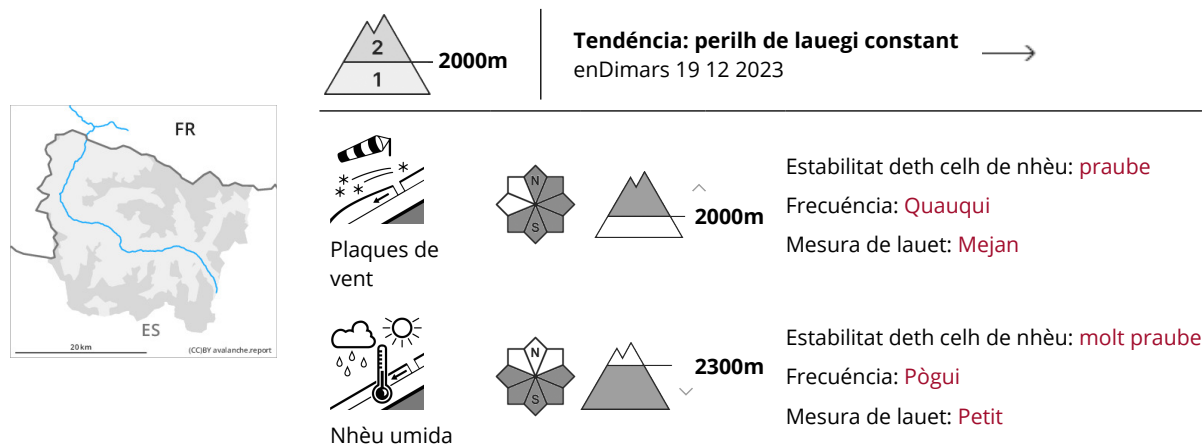 2
1
2000m
Tendéncia: perilh de lauegi constant
enDimars 19 12 2023
FR
ES
20 km
(CC)BY avalanche.report
Plaques de
vent
N
S
2000m
Estabilitat deth celh de nhèu: praube
Frecuéncia: Quauqui
Mesura de lauet: Mejan
Nhèu umida
N
S
2300m
Estabilitat deth celh de nhèu: molt praube
Frecuéncia: Pògui
Mesura de lauet: Petit